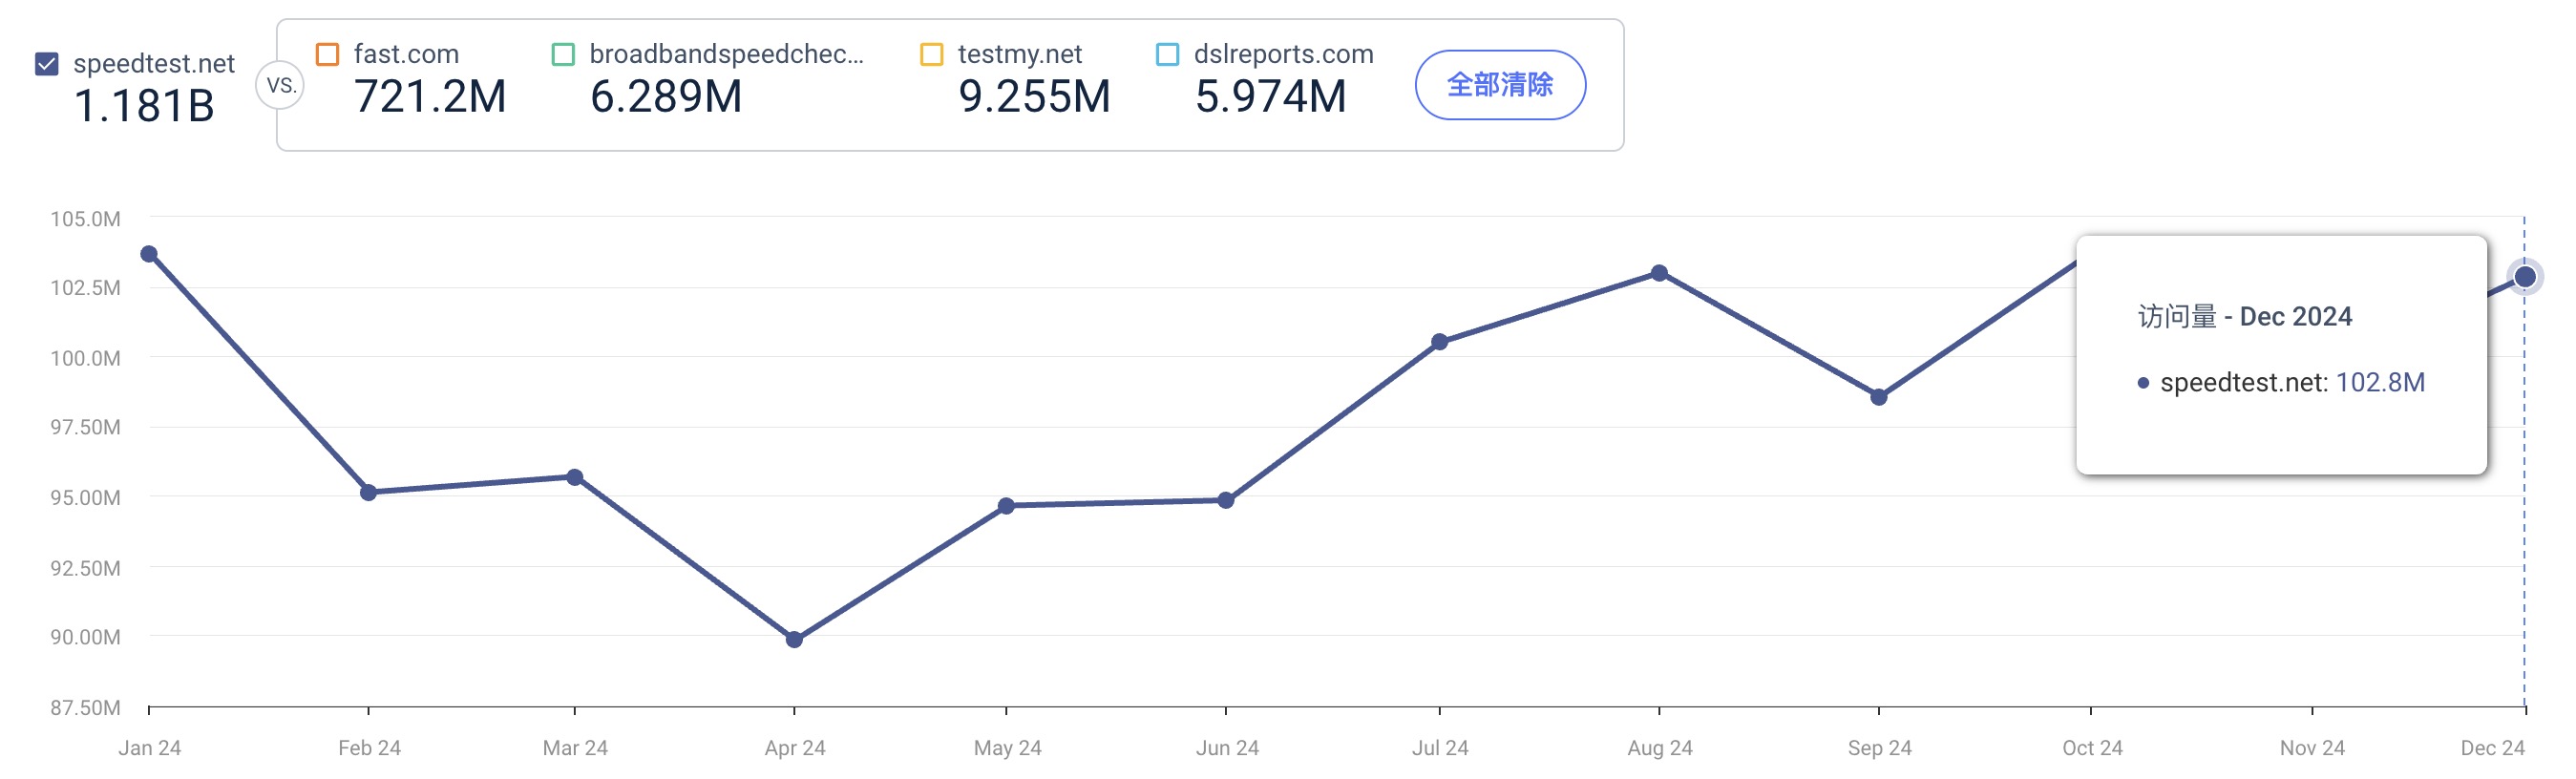 speedtest.net
1.181B
VS.
fast.com
721.2M
broadbandspeedchec...
6.289M
testmy.net
9.255M
dslreports.com
5.974M
全部清除
105.0M
102.5M
100.0M
97.50M
95.00M
92.50M
90.00M
87.50M
访问量 - Dec 2024
speedtest.net: 102.8M
Jan 24
Feb 24
Mar 24
Apr 24
May 24
Jun 24
Jul 24
Aug 24
Sep 24
Oct 24
Nov 24
Dec 24